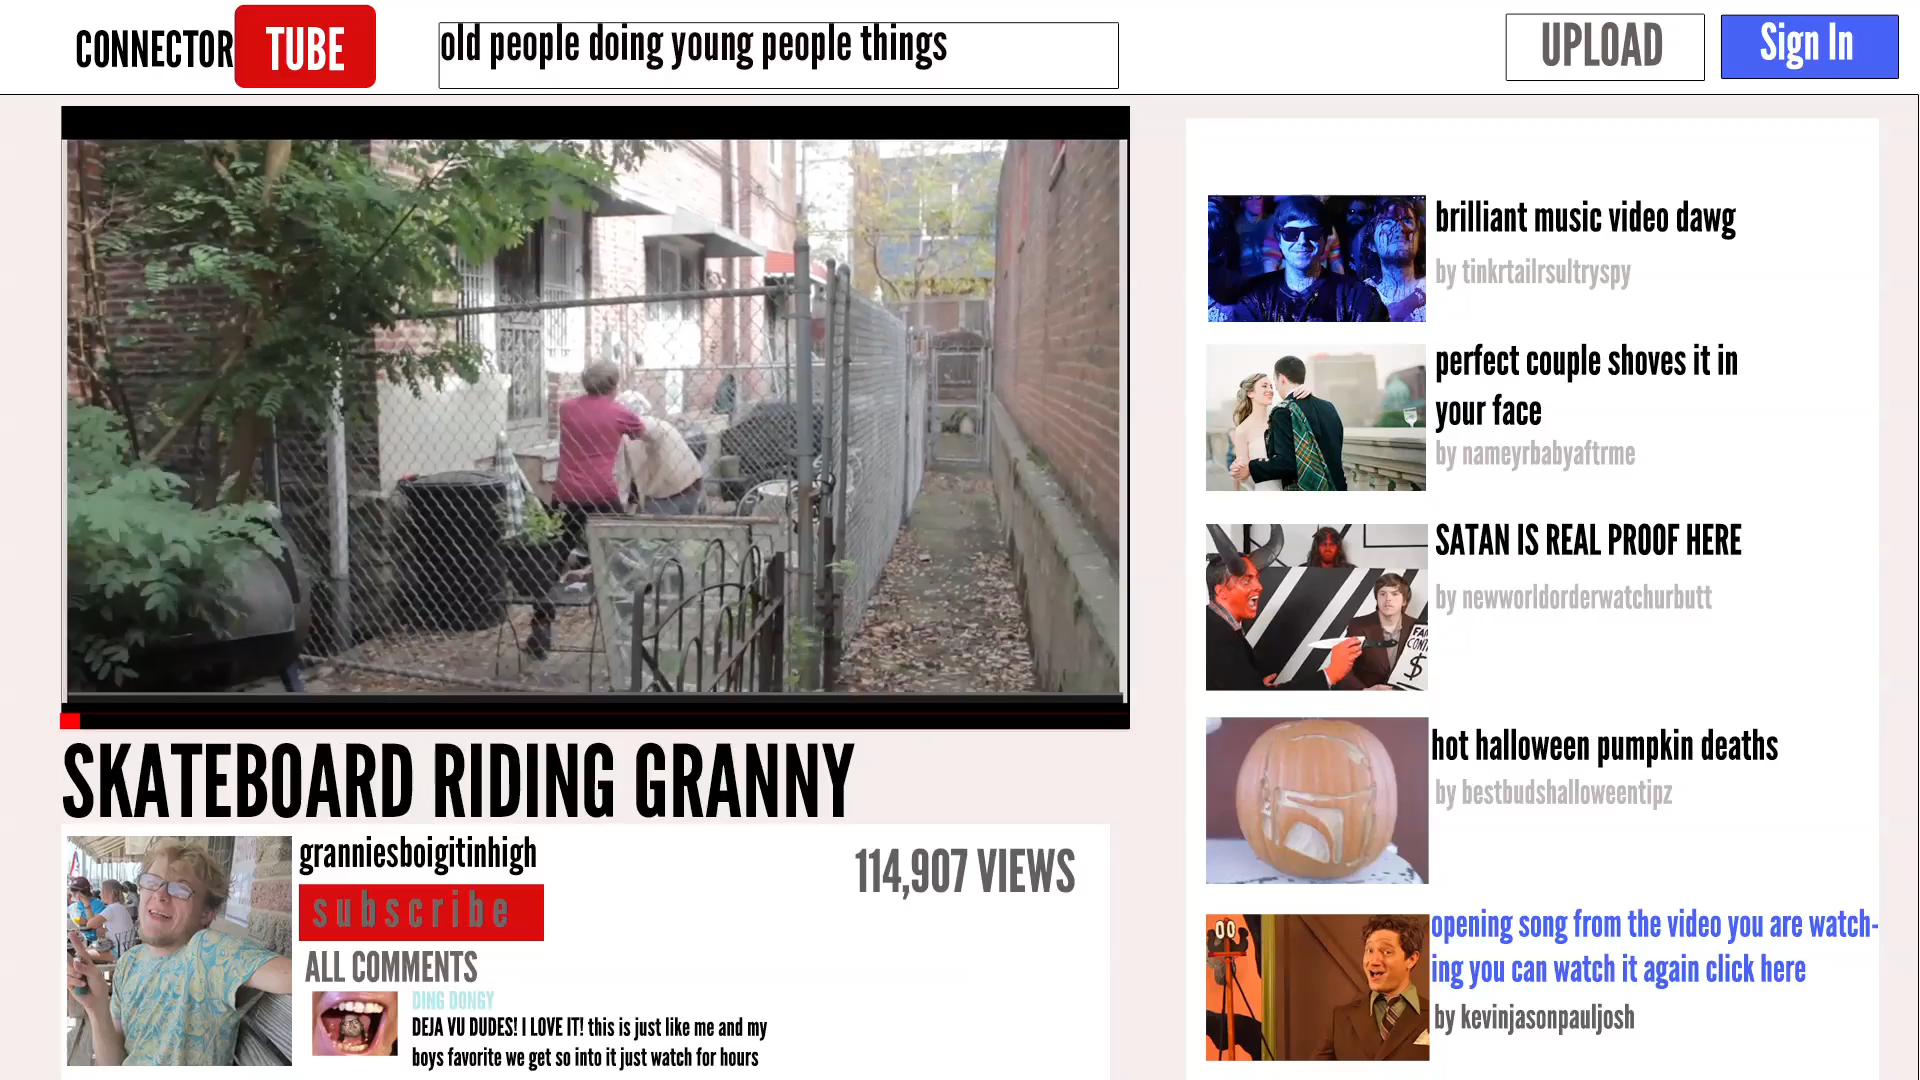 CONNECTOR TUBE
old people doing young people things
UPLOAD
Sign In
brilliant music video dawg
by tinkrtailrsultryspy
perfect couple shoves it in
your face
by nameyrbabyaftrme
SATAN IS REAL PROOF HERE
by newworldorderwatchurbutt
$
hot halloween pumpkin deaths
by bestbudshalloweentipz
opening song from the video you are watch-
ing you can watch it again click here
by kevinjasonpauljosh
SKATEBOARD RIDING GRANNY
granniesboigitinhigh
114,907 VIEWS
subscribe
ALL COMMENTS
DING DONGY
DEJA VU DUDES! I LOVE IT! this is just like me and my
boys favorite we get so into it just watch for hours